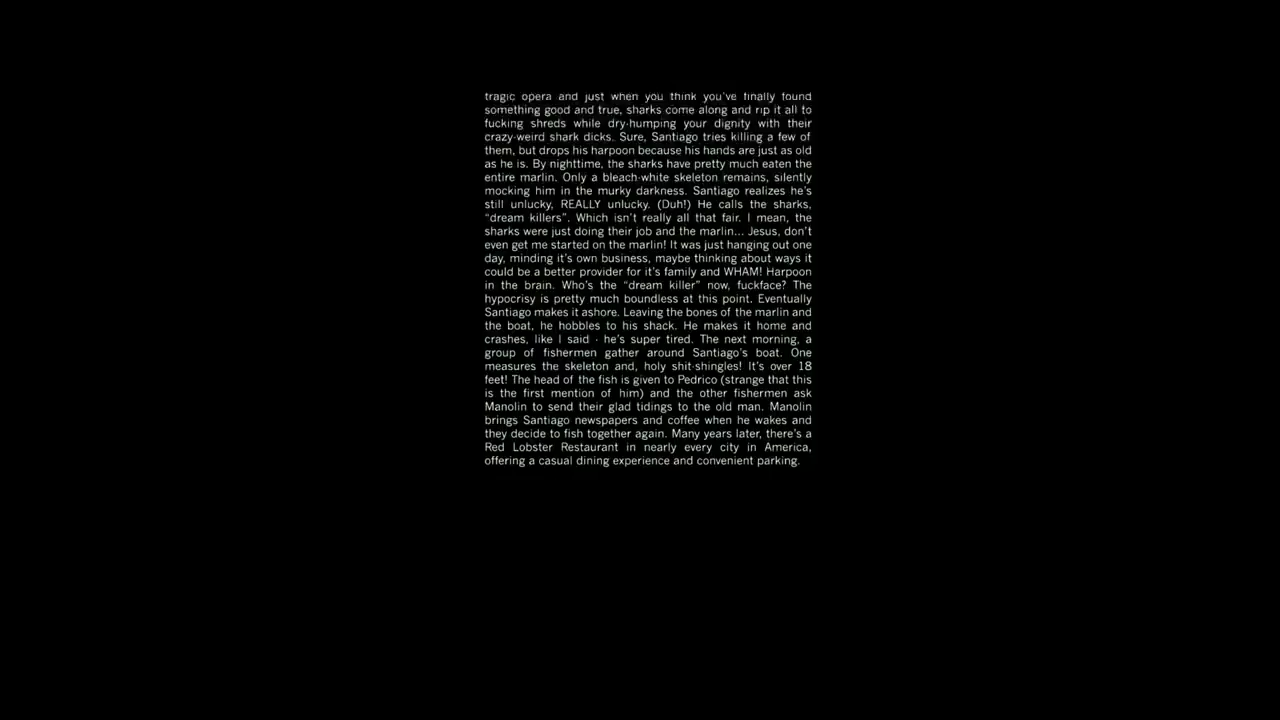 tragic opera and just when you think you've finally found
something good and true, sharks come along and rip it all to
fucking shreds while dry-humping your dignity with their
crazy-weird shark dicks. Sure, Santiago tries killing a few of
them, but drops his harpoon because his hands are just as old
as he is. By nighttime, the sharks have pretty much eaten the
entire marlin. Only a bleach-white skeleton remains, silently
mocking him in the murky darkness. Santiago realizes he's
still unlucky, REALLY unlucky. (Duh!) He calls the sharks,
“dream killers”. Which isn't really all that fair. I mean, the
sharks were just doing their job and the marlin... Jesus, don't
even get me started on the marlin! It was just hanging out one
day, minding it's own business, maybe thinking about ways it
could be a better provider for it's family and WHAM! Harpoon
in the brain. Who's the “dream killer” now, fuckface? The
hypocrisy is pretty much boundless at this point. Eventually
Santiago makes it ashore. Leaving the bones of the marlin and
the boat, he hobbles to his shack. He makes it home and
crashes, like I said - he's super tired. The next morning, a
group of fishermen gather around Santiago's boat. One
measures the skeleton and, holy shit-shingles! It's over 18
feet! The head of the fish is given to Pedrico (strange that this
is the first mention of him) and the other fishermen ask
Manolin to send their glad tidings to the old man. Manolin
brings Santiago newspapers and coffee when he wakes and
they decide to fish together again. Many years later, there's a
Red Lobster Restaurant in nearly every city in America,
offering a casual dining experience and convenient parking.